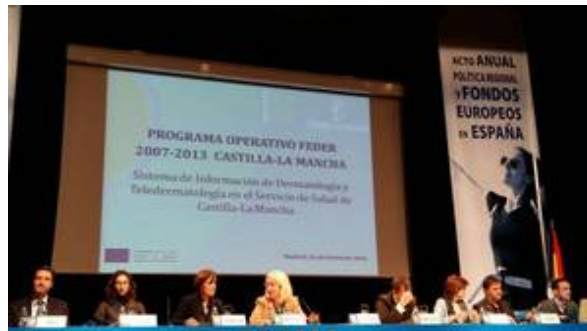 PROGRAMA OPERATIVO FEDER
2007-2013 CASTILLA-LA MANCHA
Sistema de Información de Dermatología y
Teledermatología en el Servicio de Salud de
Castilla-La Mancha
ACTO ANUAL
POLÍTICA REGIONAL
Y FONDOS
EUROPEOS
EN ESPAÑA